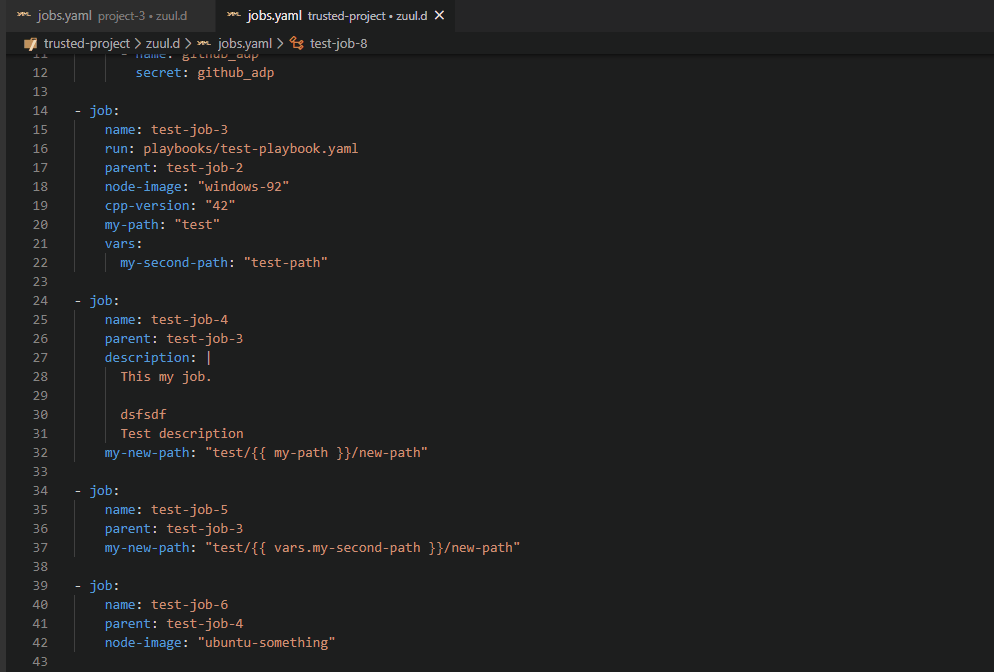 jobs.yaml project-3 • zuul.d jobs.yaml trusted-project • zuul.d
trusted-project > zuul.d > jobs.yaml > test-job-8
11 - name: github_adp
12 secret: github_adp
13
14 - job:
15 name: test-job-3
16 run: playbooks/test-playbook.yaml
17 parent: test-job-2
18 node-image: "windows-92"
19 cpp-version: "42"
20 my-path: "test"
21 vars:
22 my-second-path: "test-path"
23
24 - job:
25 name: test-job-4
26 parent: test-job-3
27 description: |
28 This my job.
29
30 dsfsdf
31 Test description
32 my-new-path: "test/{{ my-path }}/new-path"
33
34 - job:
35 name: test-job-5
36 parent: test-job-3
37 my-new-path: "test/{{ vars.my-second-path }}/new-path"
38
39 - job:
40 name: test-job-6
41 parent: test-job-4
42 node-image: "ubuntu-something"
43